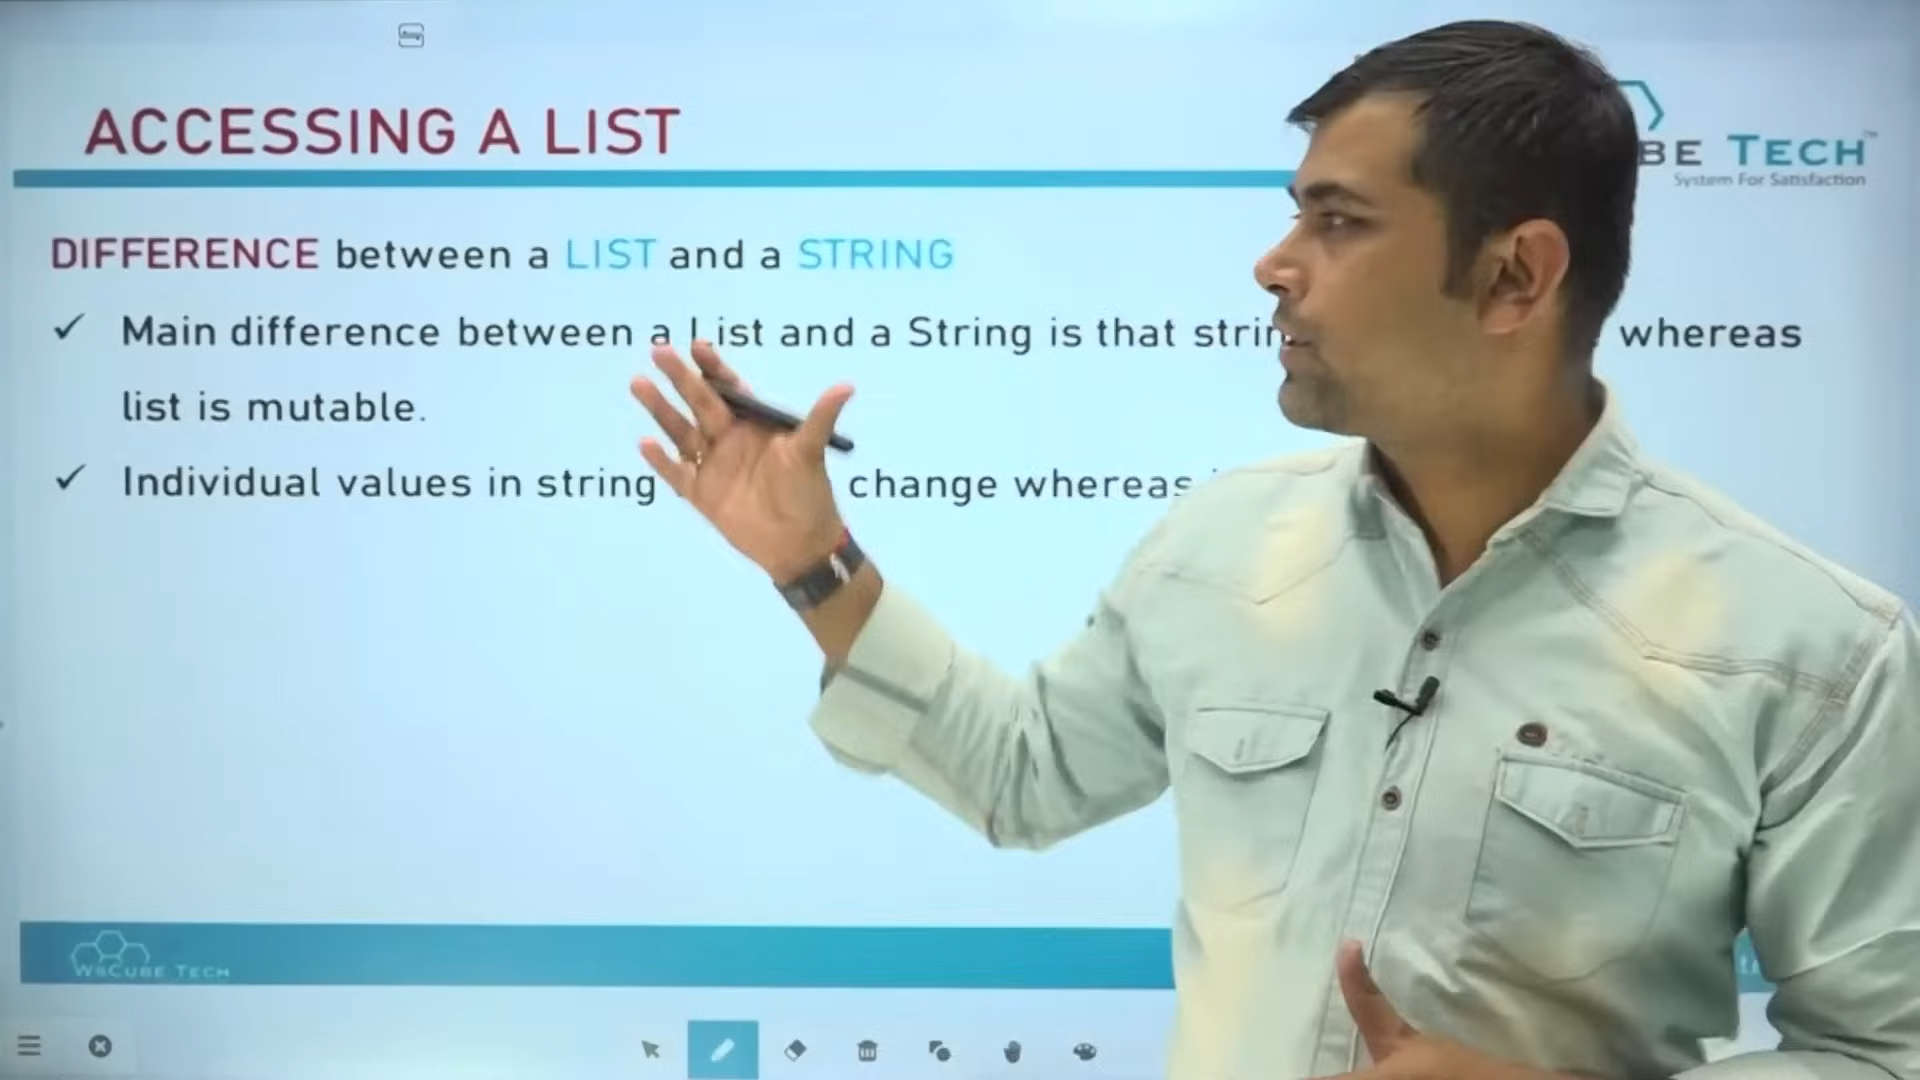 ACCESSING A LIST
BE TECH™
System For Satisfaction
DIFFERENCE between a LIST and a STRING
✓ Main difference between a List and a String is that whereas
list is mutable.
✓ Individual values in string change whereas
WSCUBE TECH